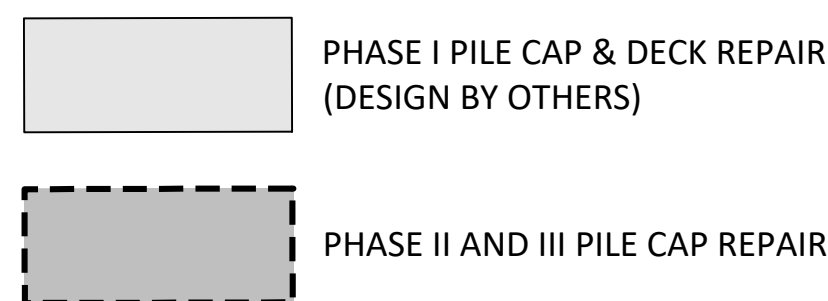 PHASE I PILE CAP & DECK REPAIR
(DESIGN BY OTHERS)
PHASE II AND III PILE CAP REPAIR